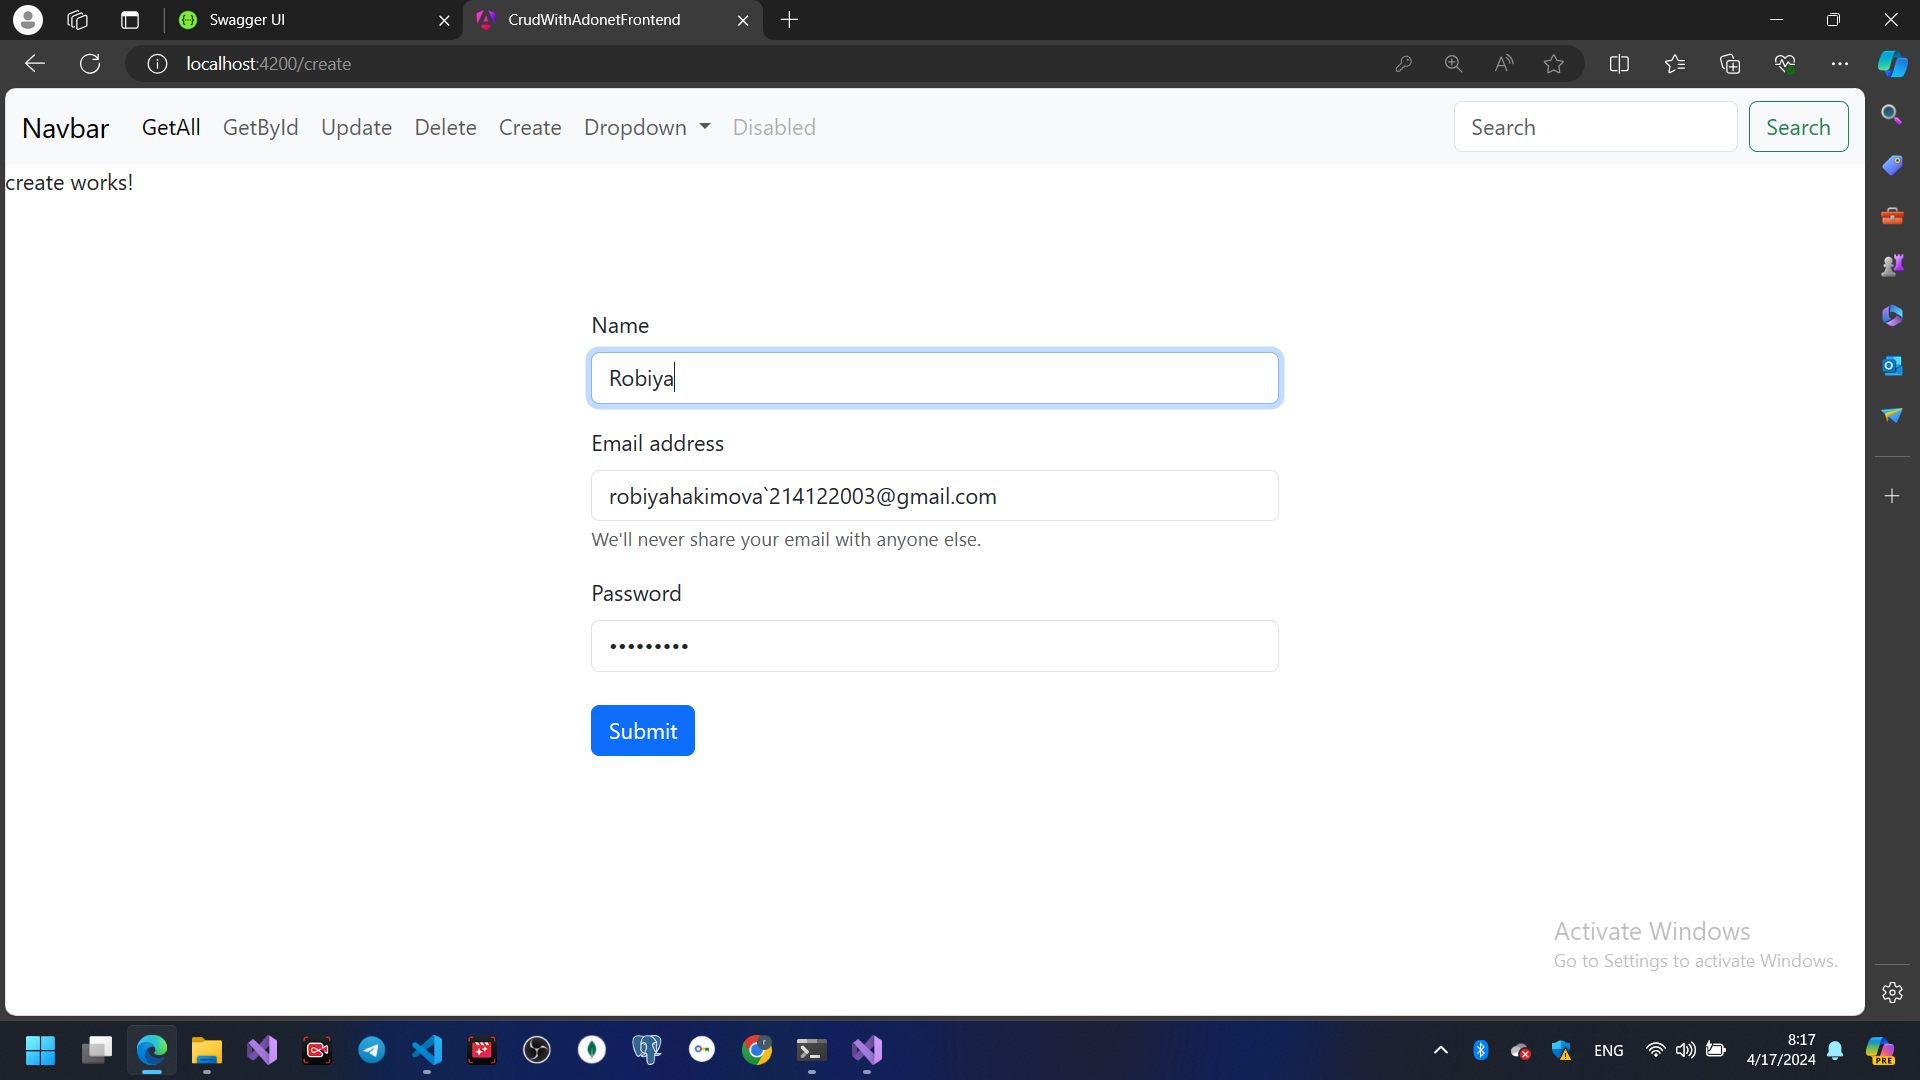 Swagger UI
CrudWithAdonetFrontend
localhost:4200/create
Navbar GetAll GetById Update Delete Create Dropdown Disabled Search Search
create works!
Name
Robiya
Email address
robiyahakimova`214122003@gmail.com
We'll never share your email with anyone else.
Password
•••••••••
Submit
Activate Windows
Go to Settings to activate Windows.
ENG
8:17
4/17/2024
PRE